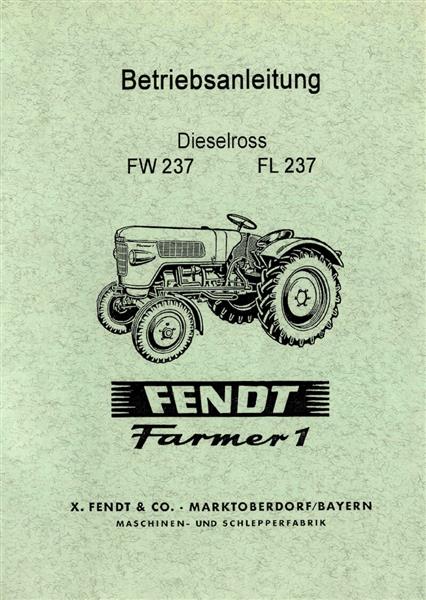 Betriebsanleitung
Dieselross
FW 237 FL 237
FENDT
Farmer 1
X. FENDT & CO. · MARKTOBERDORF/BAYERN
MASCHINEN- UND SCHLEPPERFABRIK